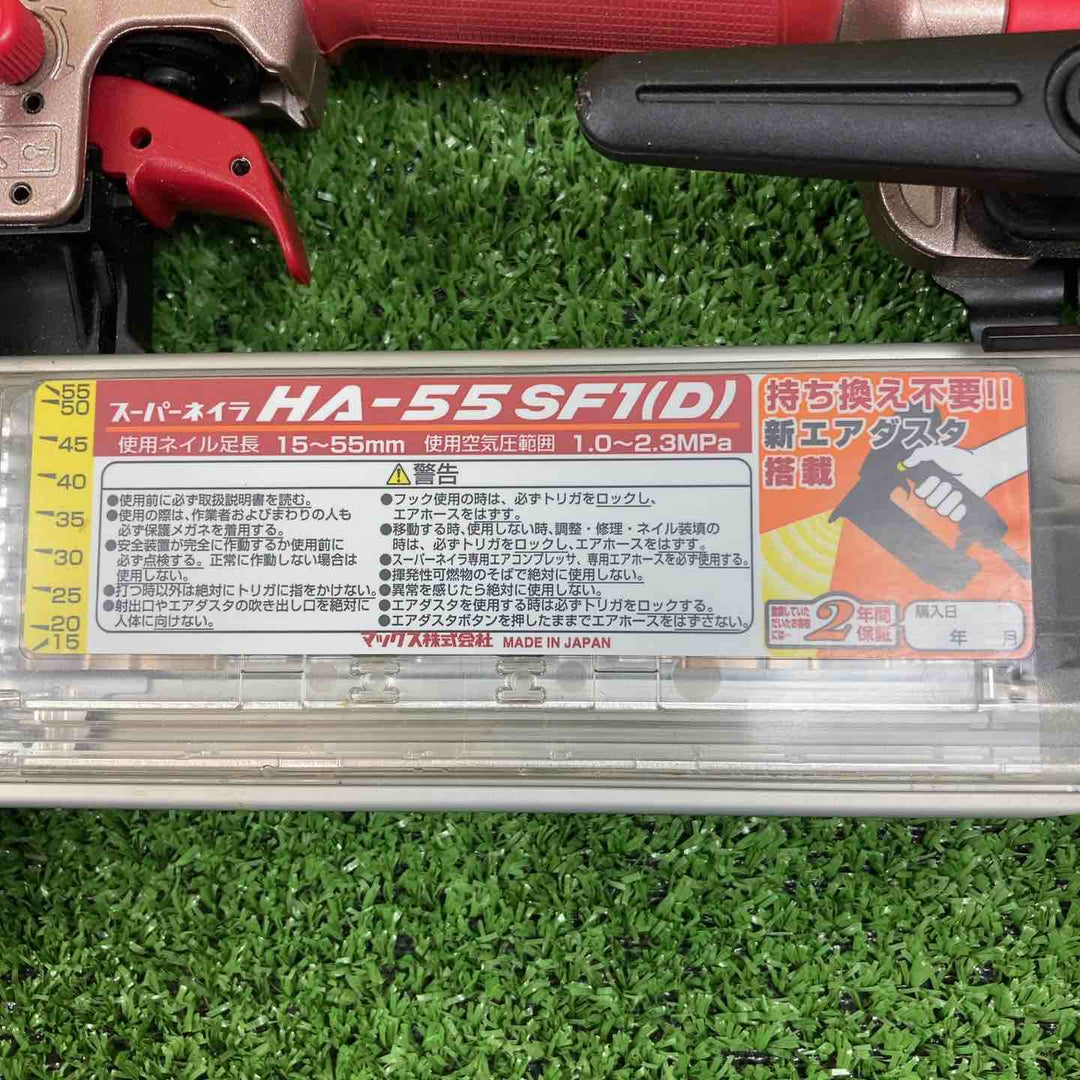 55
50
45
40
35
30
25
20
15
スーパーネイラ HA-55SF1(D)
使用ネイル足長 15～55mm 使用空気圧範囲 1.0～2.3MPa
警告
●使用前に必ず取扱説明書を読む。
●使用の際は、作業者およびまわりの人も
必ず保護メガネを着用する。
●安全装置が完全に作動するか使用前に
必ず点検する。正常に作動しない場合は
使用しない。
●打つ時以外は絶対にトリガに指をかけない。
●射出口やエアダスタの吹き出し口を絶対に
人体に向けない。
●フック使用の時は、必ずトリガをロックし、
エアホースをはずす。
●移動する時、使用しない時、調整・修理・ネイル装填の
時は、必ずトリガをロックし、エアホースをはずす。
●スーパーネイラ専用エアコンプレッサ、専用エアホースを必ず使用する。
●揮発性可燃物のそばで絶対に使用しない。
●異常を感じたら絶対に使用しない。
●エアダスタを使用する時は必ずトリガをロックする。
●エアダスタボタンを押したままでエアホースをはずさない。
マックス株式会社 MADE IN JAPAN
持ち換え不要!!
新エアダスタ
搭載
登録していた
だいたお客様
には…
2年間
保証
購入日
年 月